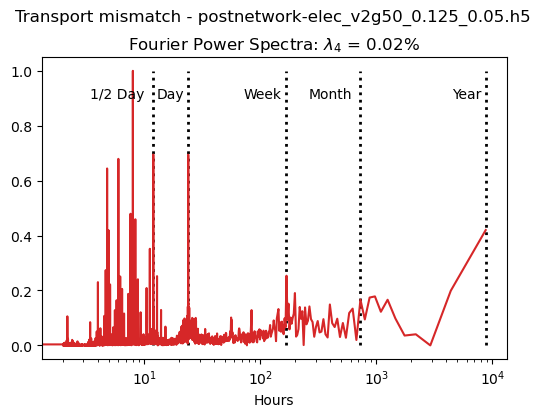 Transport mismatch - postnetwork-elec_v2g50_0.125_0.05.h5
Fourier Power Spectra: λ₄ = 0.02%
1.0
1/2 Day Day Week Month Year
0.8
0.6
0.4
0.2
0.0
10¹ 10² 10³ 10⁴
Hours